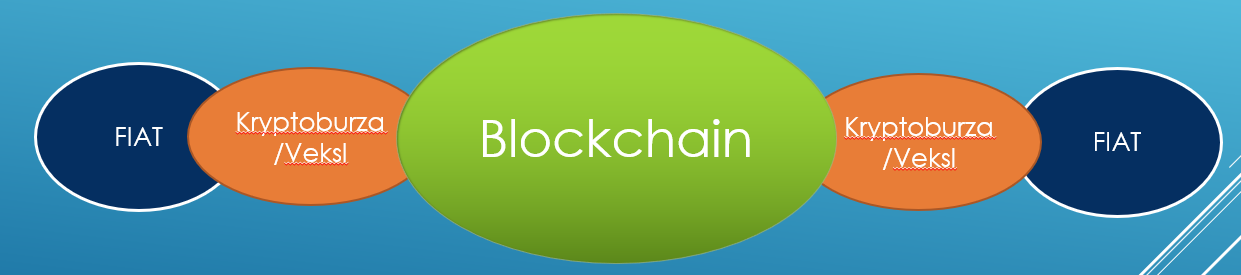 FIAT
Kryptoburza
/Veksl
Blockchain
Kryptoburza
/Veksl
FIAT